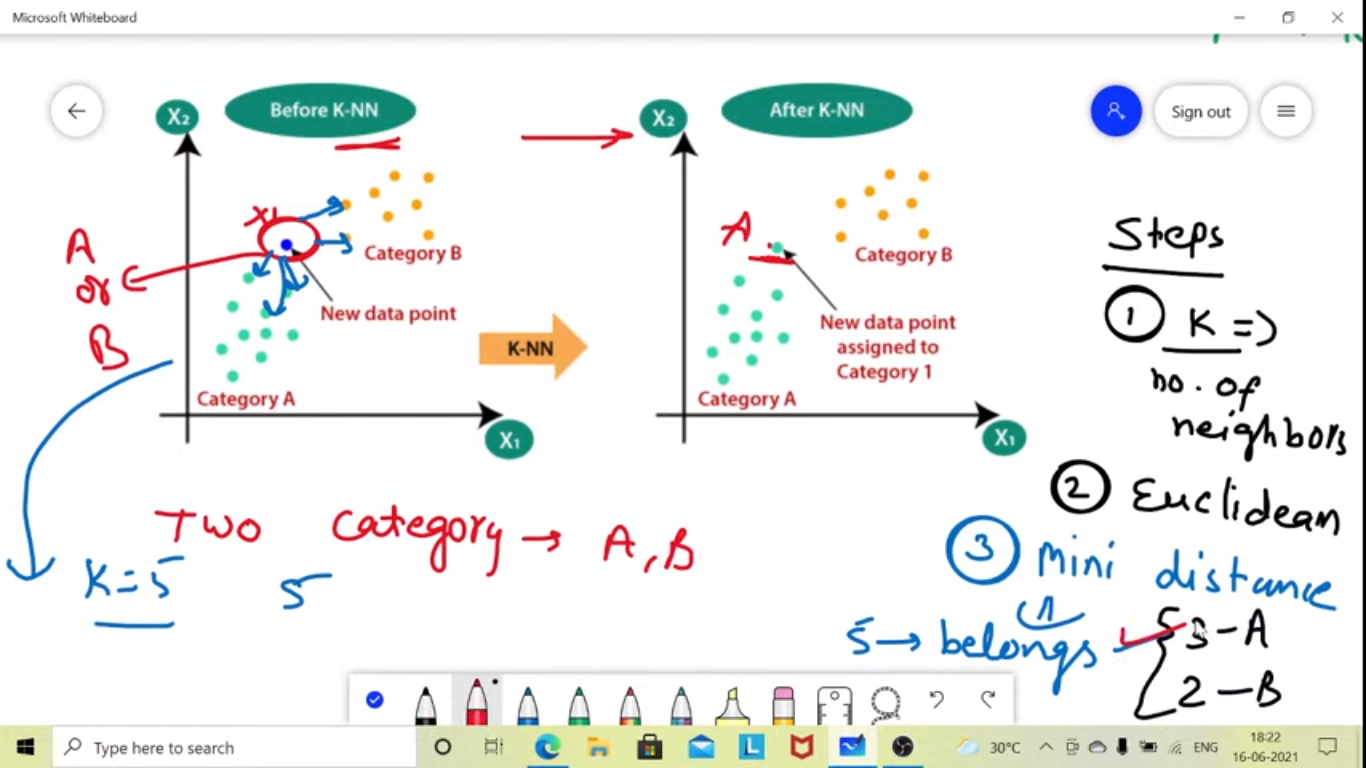 Microsoft Whiteboard
X₂
Before K-NN
X₂
After K-NN
Sign out
X1
A
or
B
Category B
New data point
Category A
X₁
K-NN
A
Category B
New data point
assigned to
Category 1
Category A
X₁
Steps
1 K =>
no. of
neighbors
2 Euclidean
3 Mini distance
Two Category → A, B
K=5 5
5 → belongs
3 - A
2 - B
Type here to search
30°C
ENG
18:22
16-06-2021